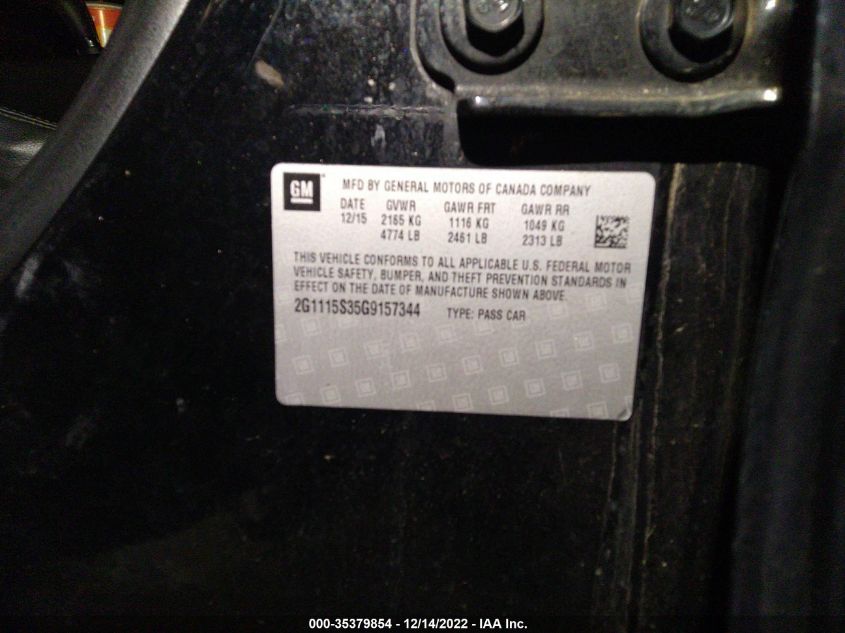 GM
MFD BY GENERAL MOTORS OF CANADA COMPANY
DATE GVWR GAWR FRT GAWR RR
12/15 2165 KG 1116 KG 1049 KG
4774 LB 2461 LB 2313 LB
THIS VEHICLE CONFORMS TO ALL APPLICABLE U.S. FEDERAL MOTOR
VEHICLE SAFETY, BUMPER, AND THEFT PREVENTION STANDARDS IN
EFFECT ON THE DATE OF MANUFACTURE SHOWN ABOVE.
2G1115S35G9157344 TYPE: PASS CAR
000-35379854 - 12/14/2022 - IAA Inc.